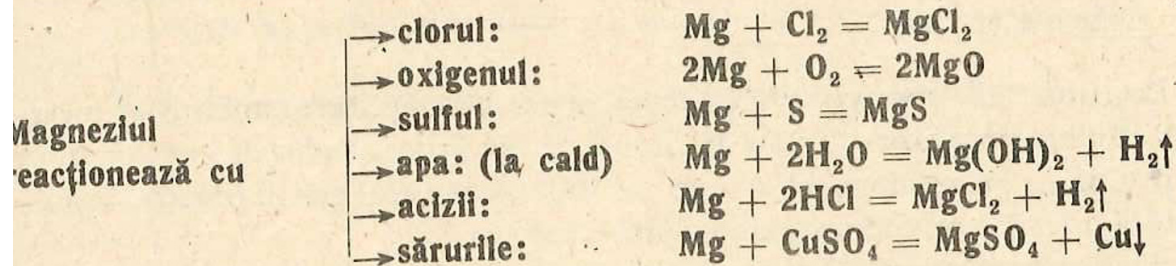 →clorul: Mg + Cl₂ = MgCl₂
→oxigenul: 2Mg + O₂ = 2MgO
→sulful: Mg + S = MgS
Magneziul
reacționează cu
→apa: (la cald) Mg + 2H₂O = Mg(OH)₂ + H₂↑
→acizii: Mg + 2HCl = MgCl₂ + H₂↑
→sărurile: Mg + CuSO₄ = MgSO₄ + Cu↓